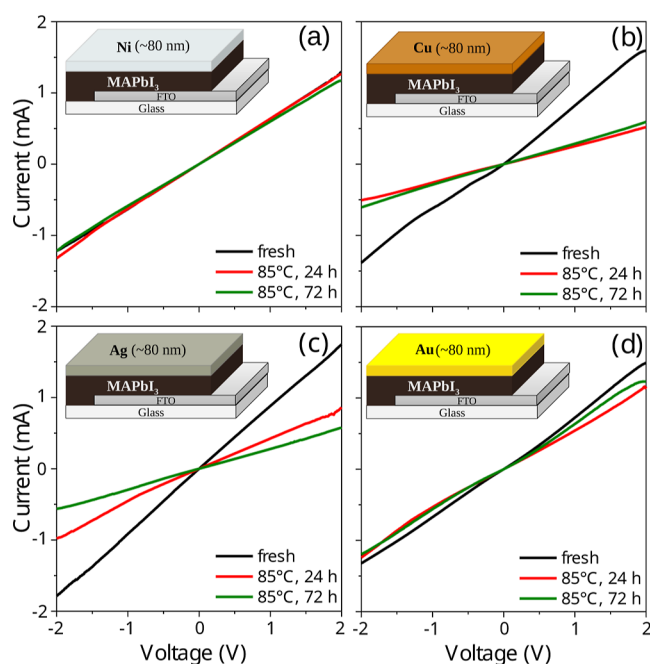 2
(a)
Ni (~80 nm)
1
MAPbI3
FTO
Glass
0
Current (mA)
-1
fresh
85°C, 24 h
85°C, 72 h
-2
(b)
Cu (~80 nm)
MAPbI3
FTO
Glass
fresh
85°C, 24 h
85°C, 72 h
2
(c)
Ag (~80 nm)
1
MAPbI3
FTO
Glass
0
Current (mA)
-1
fresh
85°C, 24 h
85°C, 72 h
-2
-2 -1 0 1 2
Voltage (V)
(d)
Au (~80 nm)
MAPbI3
FTO
Glass
fresh
85°C, 24 h
85°C, 72 h
-2 -1 0 1 2
Voltage (V)